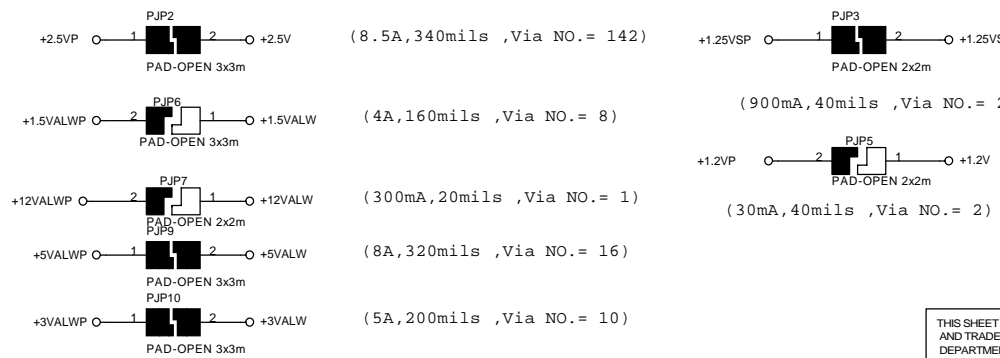 PJP2
+2.5VP 1 2 +2.5V (8.5A,340mils ,Via NO.= 142)
PAD-OPEN 3x3m
PJP6
+1.5VALWP 2 1 +1.5VALW (4A,160mils ,Via NO.= 8)
PAD-OPEN 3x3m
PJP7
+12VALWP 2 1 +12VALW (300mA,20mils ,Via NO.= 1)
PAD-OPEN 2x2m
PJP9
+5VALWP 1 2 +5VALW (8A,320mils ,Via NO.= 16)
PAD-OPEN 3x3m
PJP10
+3VALWP 1 2 +3VALW (5A,200mils ,Via NO.= 10)
PAD-OPEN 3x3m
PJP3
+1.25VSP 1 2 +1.25VS
PAD-OPEN 2x2m
(900mA,40mils ,Via NO.= 2
PJP5
+1.2VP 2 1 +1.2V
PAD-OPEN 2x2m
(30mA,40mils ,Via NO.= 2)
THIS SHEET
AND TRADE
DEPARTME